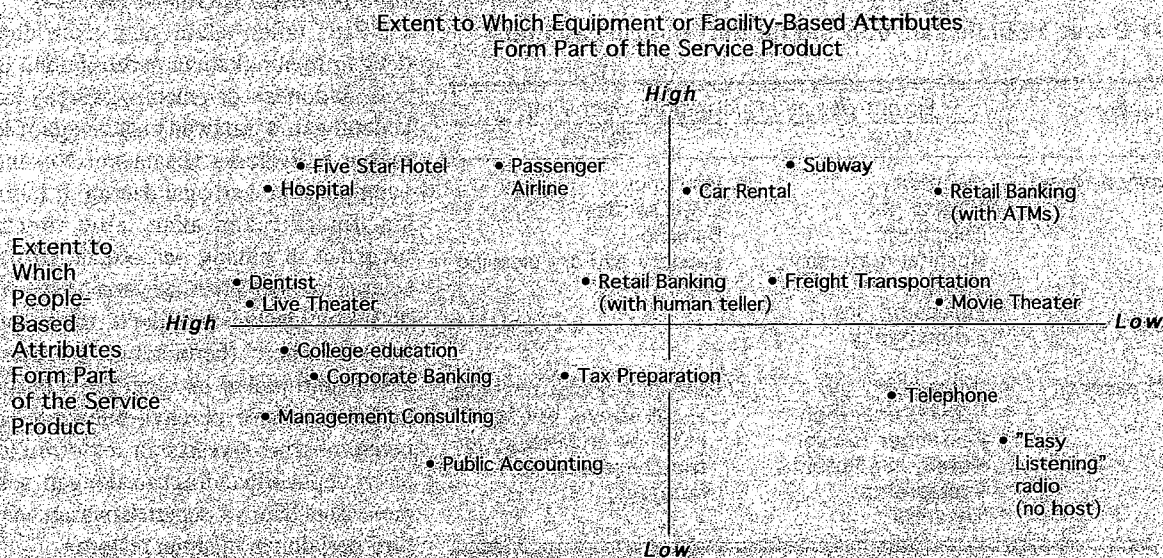 Extent to Which Equipment or Facility-Based Attributes
Form Part of the Service Product
High
• Five Star Hotel
• Hospital
• Passenger
Airline
• Subway
• Car Rental
• Retail Banking
(with ATMs)
Extent to
Which
People-
Based
Attributes
Form Part
of the Service
Product
• Dentist
• Live Theater
• Retail Banking
(with human teller)
• Freight Transportation
• Movie Theater
High
Low
• College education
• Corporate Banking
• Tax Preparation
• Management Consulting
• Telephone
• Public Accounting
• "Easy
Listening"
radio
(no host)
Low